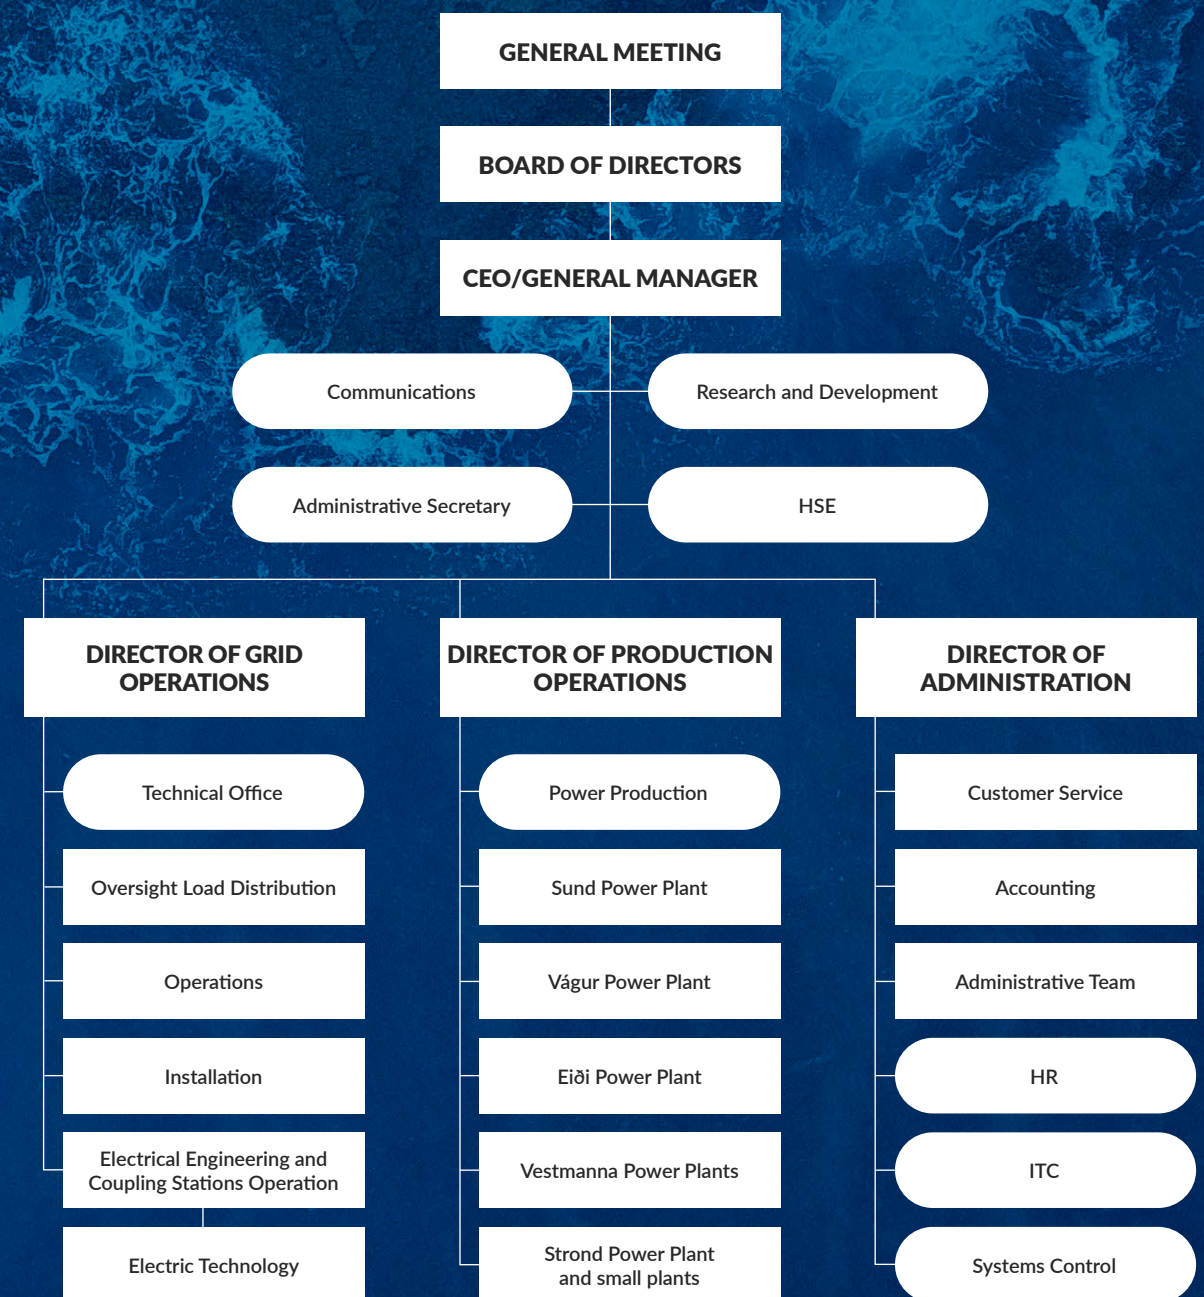 GENERAL MEETING
BOARD OF DIRECTORS
CEO/GENERAL MANAGER
Communications
Research and Development
Administrative Secretary
HSE
DIRECTOR OF GRID
OPERATIONS
Technical Office
Oversight Load Distribution
Operations
Installation
Electrical Engineering and
Coupling Stations Operation
Electric Technology
DIRECTOR OF PRODUCTION
OPERATIONS
Power Production
Sund Power Plant
Vágur Power Plant
Eiði Power Plant
Vestmanna Power Plants
Strond Power Plant
and small plants
DIRECTOR OF
ADMINISTRATION
Customer Service
Accounting
Administrative Team
HR
ITC
Systems Control